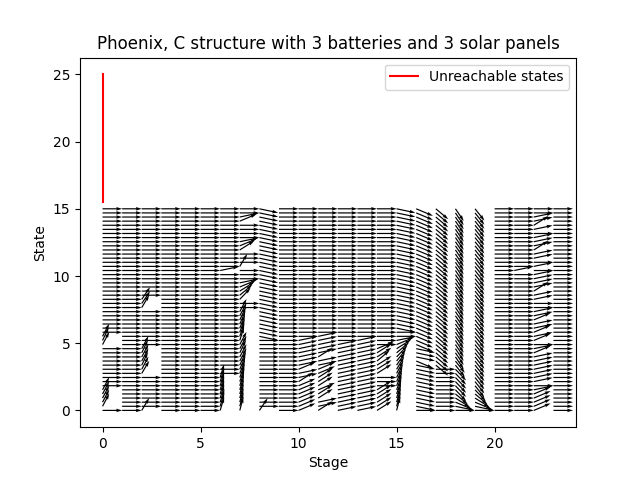 Phoenix, C structure with 3 batteries and 3 solar panels
Unreachable states
25
20
15
10
5
0
State
0 5 10 15 20
Stage